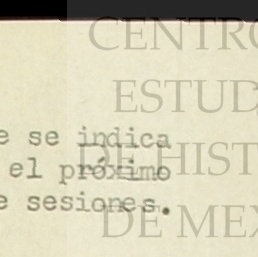 CENTRO
ESTUD
e se indica
DE HIST
el próximo
e sesiones.
DE MEX